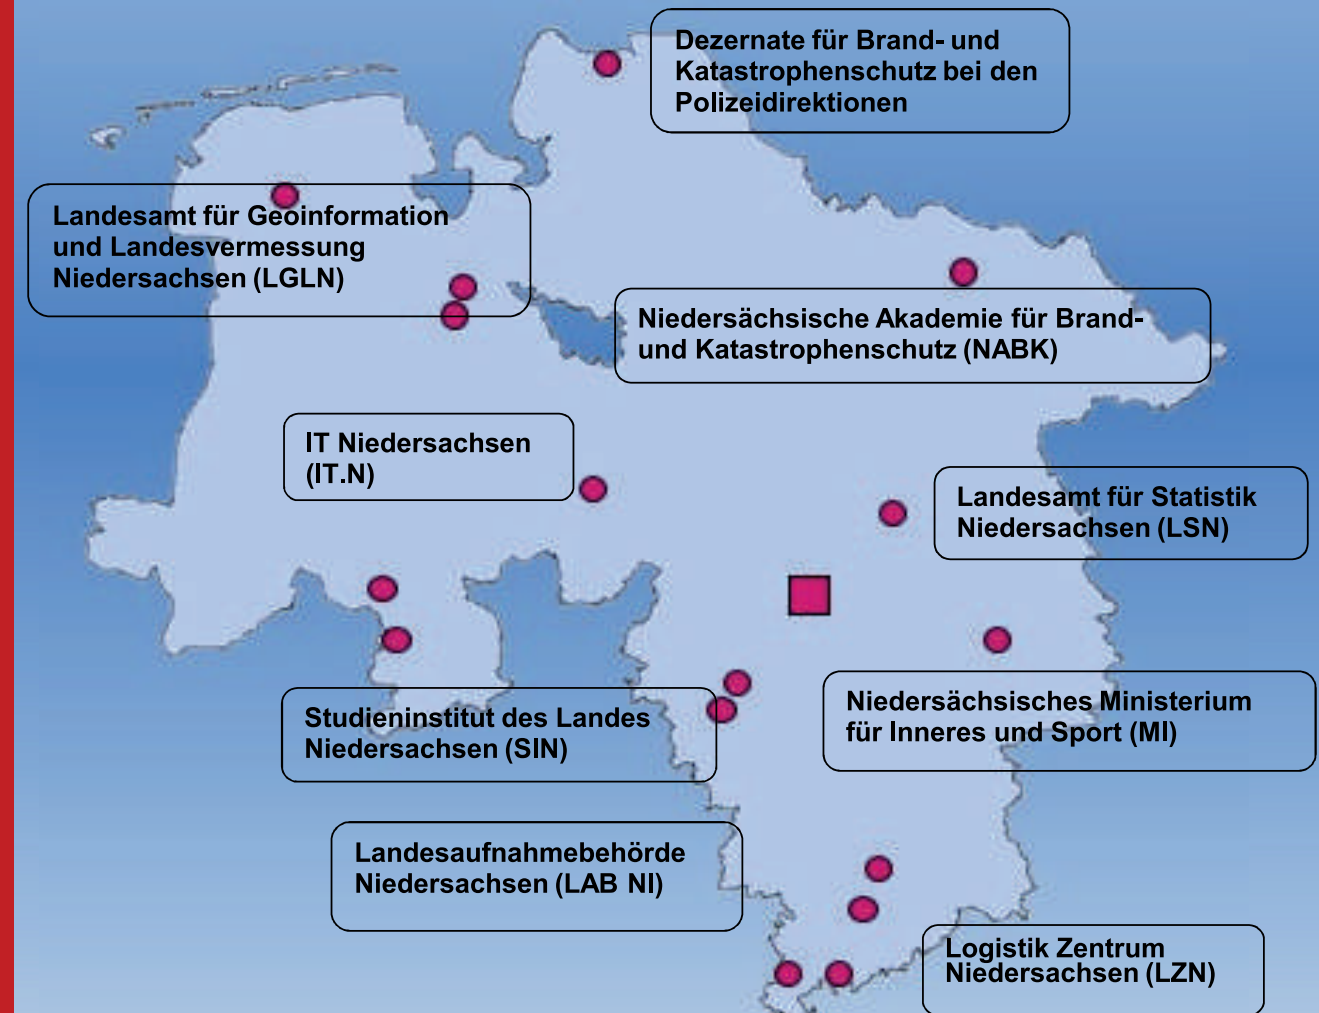 Dezernate für Brand- und
Katastrophenschutz bei den
Polizeidirektionen
Landesamt für Geoinformation
und Landesvermessung
Niedersachsen (LGLN)
Niedersächsische Akademie für Brand-
und Katastrophenschutz (NABK)
IT Niedersachsen
(IT.N)
Landesamt für Statistik
Niedersachsen (LSN)
Studieninstitut des Landes
Niedersachsen (SIN)
Niedersächsisches Ministerium
für Inneres und Sport (MI)
Landesaufnahmebehörde
Niedersachsen (LAB NI)
Logistik Zentrum
Niedersachsen (LZN)